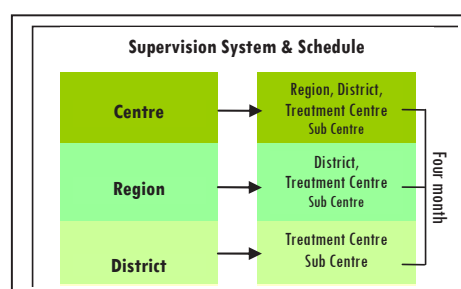 Supervision System & Schedule
Centre
Region, District,
Treatment Centre
Sub Centre
Region
District,
Treatment Centre
Sub Centre
District
Treatment Centre
Sub Centre
Four month